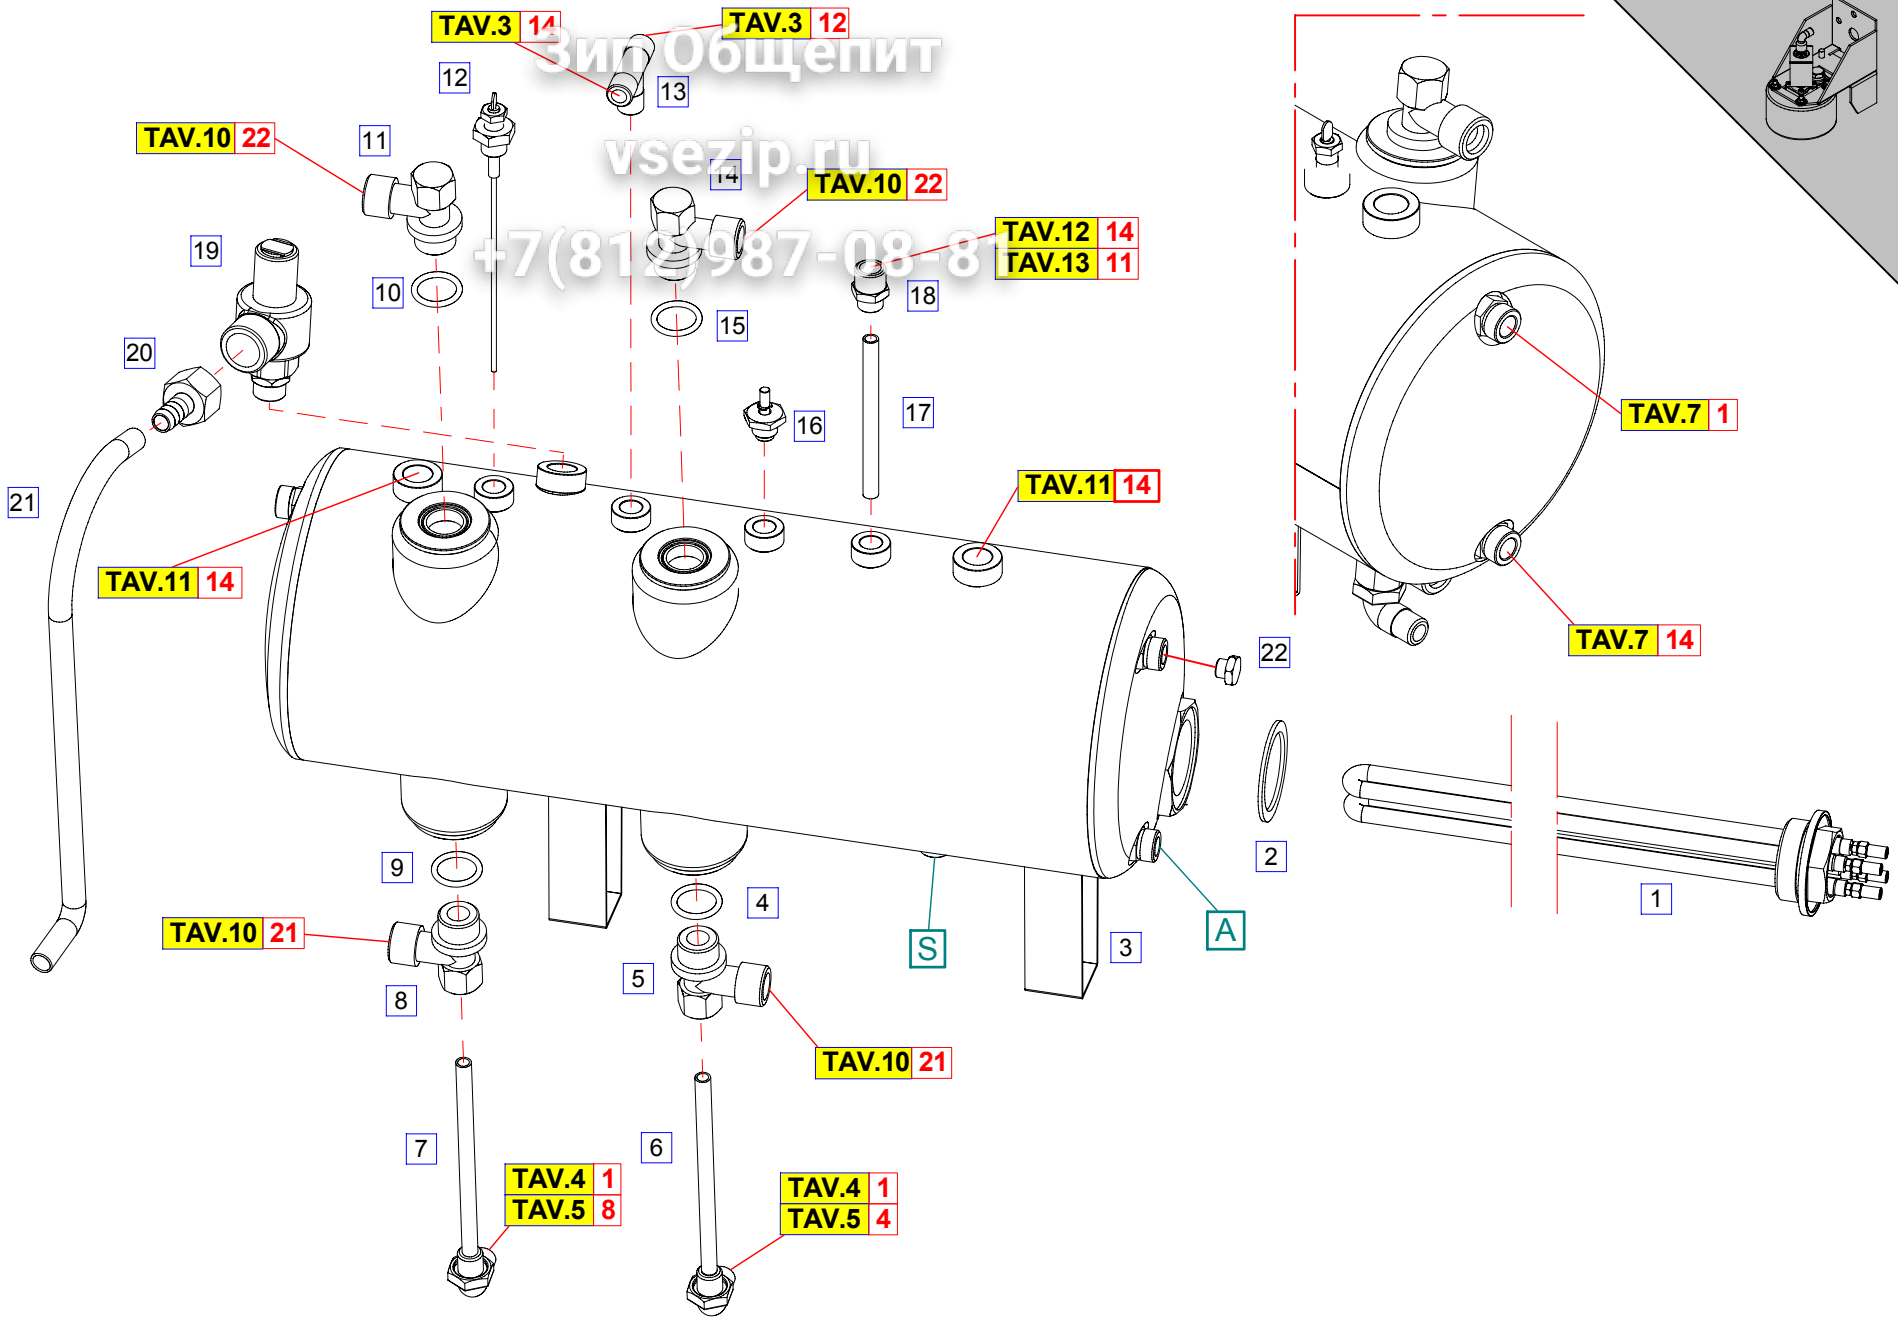 TAV.3 14
TAV.3 12
Зип Общепит
12
13
TAV.10 22
11
vsezip.ru
14
TAV.10 22
19
+7(812)987-08-81
TAV.12 14
TAV.13 11
10
18
15
20
17
16
TAV.7 1
21
TAV.11 14
TAV.11 14
TAV.7 14
22
9
2
4
1
TAV.10 21
S
A
3
5
8
TAV.10 21
7
6
TAV.4 1
TAV.5 8
TAV.4 1
TAV.5 4